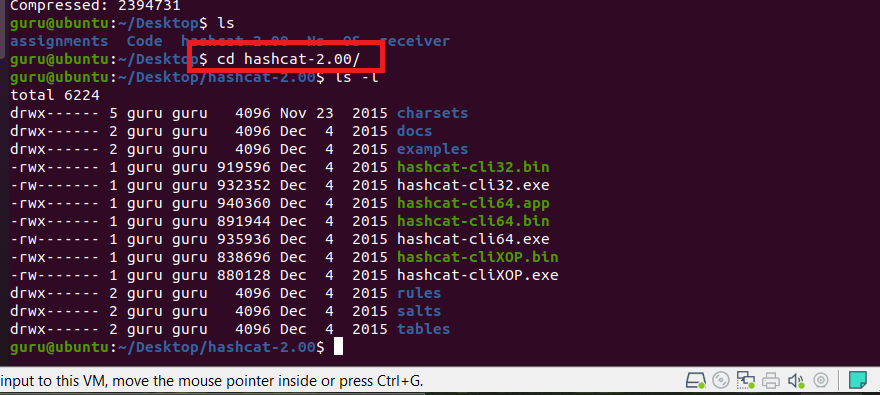 Compressed: 2394731
guru@ubuntu:~/Desktop$ ls
assignments  Code  hashcat-2.00  Ns  OS  receiver
guru@ubuntu:~/Desktop$ cd hashcat-2.00/
guru@ubuntu:~/Desktop/hashcat-2.00$ ls -l
total 6224
drwx------ 5 guru guru   4096 Nov 23  2015 charsets
drwx------ 2 guru guru   4096 Dec  4  2015 docs
drwx------ 2 guru guru   4096 Dec  4  2015 examples
-rwx------ 1 guru guru 919596 Dec  4  2015 hashcat-cli32.bin
-rw------- 1 guru guru 932352 Dec  4  2015 hashcat-cli32.exe
-rwx------ 1 guru guru 940360 Dec  4  2015 hashcat-cli64.app
-rwx------ 1 guru guru 891944 Dec  4  2015 hashcat-cli64.bin
-rw------- 1 guru guru 935936 Dec  4  2015 hashcat-cli64.exe
-rwx------ 1 guru guru 838696 Dec  4  2015 hashcat-cliXOP.bin
-rw------- 1 guru guru 880128 Dec  4  2015 hashcat-cliXOP.exe
drwx------ 2 guru guru   4096 Dec  4  2015 rules
drwx------ 2 guru guru   4096 Dec  4  2015 salts
drwx------ 2 guru guru   4096 Dec  4  2015 tables
guru@ubuntu:~/Desktop/hashcat-2.00$
input to this VM, move the mouse pointer inside or press Ctrl+G.